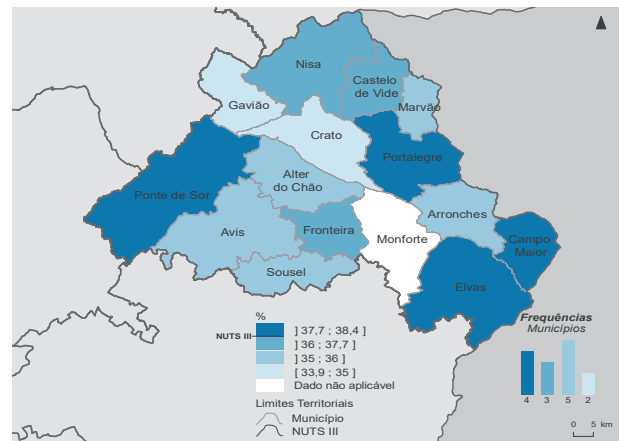 Nisa
Castelo
de Vide
Gavião
Marvão
Crato
Portalegre
Alter
do Chão
Ponte de Sor
Arronches
Avis
Fronteira
Monforte
Campo
Maior
Sousel
Elvas
%
] 37,7 ; 38,4 ]
NUTS III
] 36 ; 37,7 ]
] 35 ; 36 ]
[ 33,9 ; 35 ]
Dado não aplicável
Limites Territoriais
Município
NUTS III
Frequências
Municípios
4 3 5 2
0 5 km